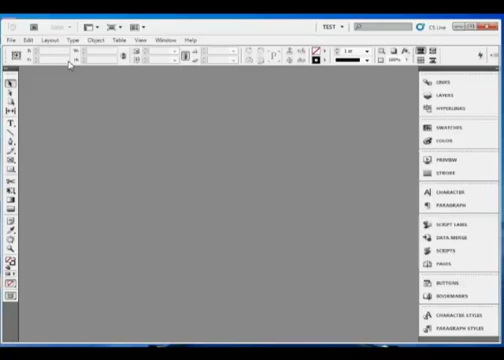 TEST
CS Live
File Edit Layout Type Object Table View Window Help
100%
LINKS
LAYERS
HYPERLINKS
SWATCHES
COLOR
PREVIEW
STROKE
CHARACTER
PARAGRAPH
SCRIPT LABEL
DATA MERGE
SCRIPTS
PAGES
BUTTONS
BOOKMARKS
CHARACTER STYLES
PARAGRAPH STYLES